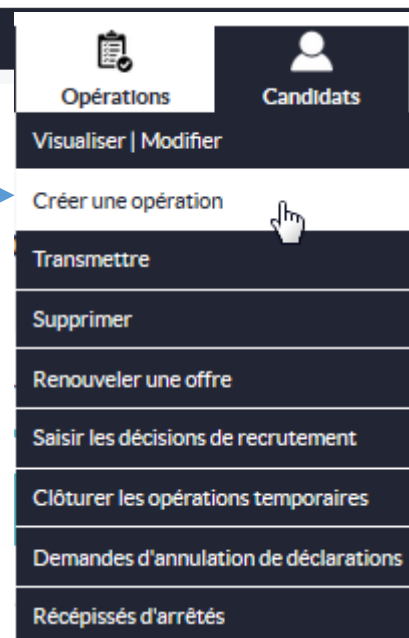 Opérations
Candidats
Visualiser | Modifier
Créer une opération
Transmettre
Supprimer
Renouveler une offre
Saisir les décisions de recrutement
Clôturer les opérations temporaires
Demandes d'annulation de déclarations
Récépissés d'arrêtés